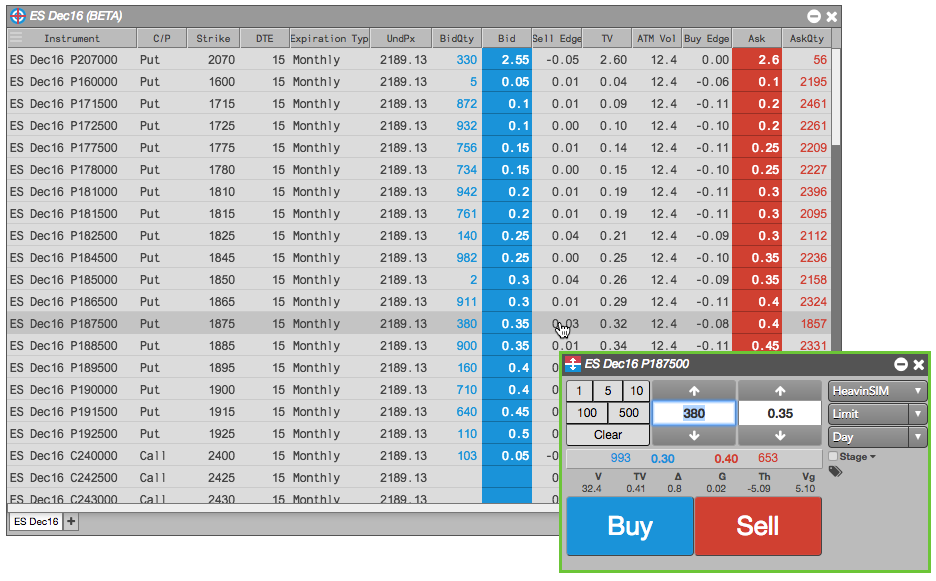 ES Dec16 (BETA)
Instrument C/P Strike DTE Expiration Typ UndPx BidQty Bid Sell Edge TV ATM Vol Buy Edge Ask AskQty
ES Dec16 P207000 Put 2070 15 Monthly 2189.13 330 2.55 -0.05 2.60 12.4 0.00 2.6 56
ES Dec16 P160000 Put 1600 15 Monthly 2189.13 5 0.05 0.01 0.04 12.4 -0.06 0.1 2195
ES Dec16 P171500 Put 1715 15 Monthly 2189.13 872 0.1 0.01 0.09 12.4 -0.11 0.2 2461
ES Dec16 P172500 Put 1725 15 Monthly 2189.13 932 0.1 0.00 0.10 12.4 -0.10 0.2 2261
ES Dec16 P177500 Put 1775 15 Monthly 2189.13 756 0.15 0.01 0.14 12.4 -0.11 0.25 2209
ES Dec16 P178000 Put 1780 15 Monthly 2189.13 734 0.15 0.00 0.15 12.4 -0.10 0.25 2227
ES Dec16 P181000 Put 1810 15 Monthly 2189.13 942 0.2 0.01 0.19 12.4 -0.11 0.3 2396
ES Dec16 P181500 Put 1815 15 Monthly 2189.13 761 0.2 0.01 0.19 12.4 -0.11 0.3 2095
ES Dec16 P182500 Put 1825 15 Monthly 2189.13 140 0.25 0.04 0.21 12.4 -0.09 0.3 2112
ES Dec16 P184500 Put 1845 15 Monthly 2189.13 982 0.25 0.00 0.25 12.4 -0.10 0.35 2236
ES Dec16 P185000 Put 1850 15 Monthly 2189.13 2 0.3 0.04 0.26 12.4 -0.09 0.35 2158
ES Dec16 P186500 Put 1865 15 Monthly 2189.13 911 0.3 0.01 0.29 12.4 -0.11 0.4 2324
ES Dec16 P187500 Put 1875 15 Monthly 2189.13 380 0.35 0.03 0.32 12.4 -0.08 0.4 1857
ES Dec16 P188500 Put 1885 15 Monthly 2189.13 900 0.35 0.01 0.34 12.4 -0.11 0.45 2331
ES Dec16 P189500 Put 1895 15 Monthly 2189.13 160 0.4
ES Dec16 P190000 Put 1900 15 Monthly 2189.13 710 0.4
ES Dec16 P191500 Put 1915 15 Monthly 2189.13 640 0.45
ES Dec16 P192500 Put 1925 15 Monthly 2189.13 110 0.5
ES Dec16 C240000 Call 2400 15 Monthly 2189.13 103 0.05 -0
ES Dec16 C242500 Call 2425 15 Monthly 2189.13
ES Dec16 C243000 Call 2430 15 Monthly 2189.13
ES Dec16 +
ES Dec16 P187500
1 5 10 HeavinSIM
100 500 380 0.35 Limit
Clear Day
993 0.30 0.40 653 Stage
V TV Δ G Th Vg
32.4 0.41 0.8 0.02 -5.09 5.10
Buy Sell